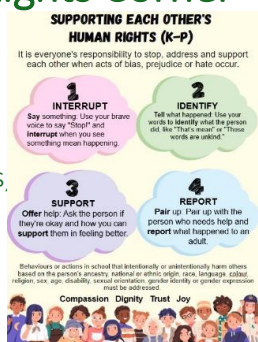 ights Corner
SUPPORTING EACH OTHER'S
HUMAN RIGHTS (K-P)
It is everyone's responsibility to stop, address and support
each other when acts of bias, prejudice or hate occur.
1
INTERRUPT
Say something: Use your brave
voice to say "Stop!" and
interrupt when you see
something mean happening.
2
IDENTIFY
Tell what happened: Use your
words to identify what the person
did, like "That's mean" or "Those
words are unkind."
s,
3
SUPPORT
Offer help: Ask the person if
they're okay and how you can
support them in feeling better.
4
REPORT
Pair up: Pair up with the
person who needs help and
report what happened to an
adult.
Behaviours or actions in school that intentionally or unintentionally harm others
based on the person's ancestry, national or ethnic origin, race, language, colour,
religion, sex, age, disability, sexual orientation, gender identity or gender expression
must be addressed.
Compassion Dignity Trust Joy